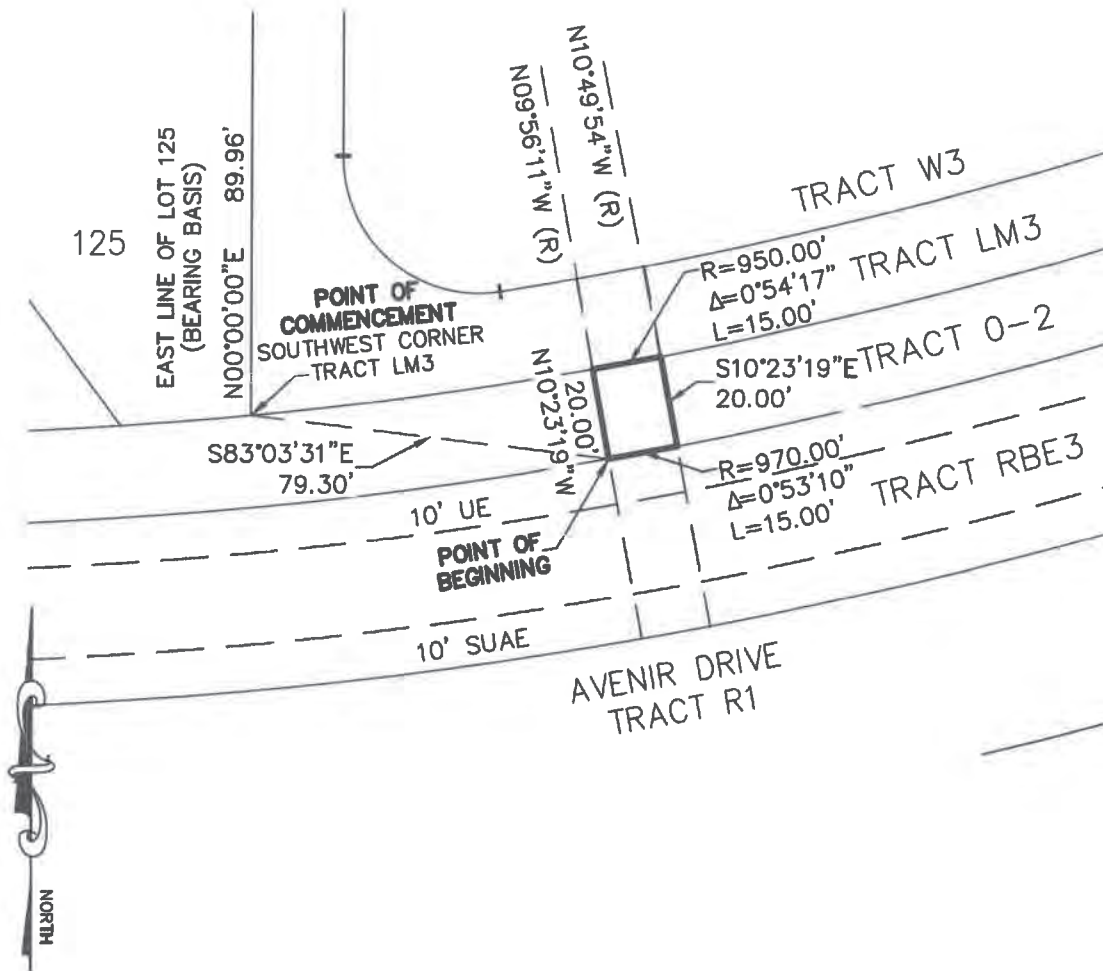 N10°49'54"W (R)
N09°56'11"W (R)
TRACT W3
EAST LINE OF LOT 125
(BEARING BASIS)
N00°00'00"E 89.96'
125
POINT OF
COMMENCEMENT
SOUTHWEST CORNER
TRACT LM3
R=950.00'
Δ=0°54'17"
L=15.00'
TRACT LM3
TRACT O-2
S10°23'19"E
20.00'
N10°23'19"W
20.00'
S83°03'31"E
79.30'
R=970.00'
Δ=0°53'10"
L=15.00'
TRACT RBE3
10' UE
POINT OF
BEGINNING
10' SUAE
AVENIR DRIVE
TRACT R1
NORTH